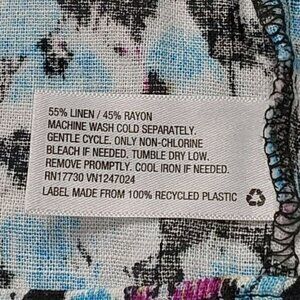 55% LINEN / 45% RAYON
MACHINE WASH COLD SEPARATELY.
GENTLE CYCLE. ONLY NON-CHLORINE
BLEACH IF NEEDED. TUMBLE DRY LOW.
REMOVE PROMPTLY. COOL IRON IF NEEDED.
RN17730 VN1247024
LABEL MADE FROM 100% RECYCLED PLASTIC